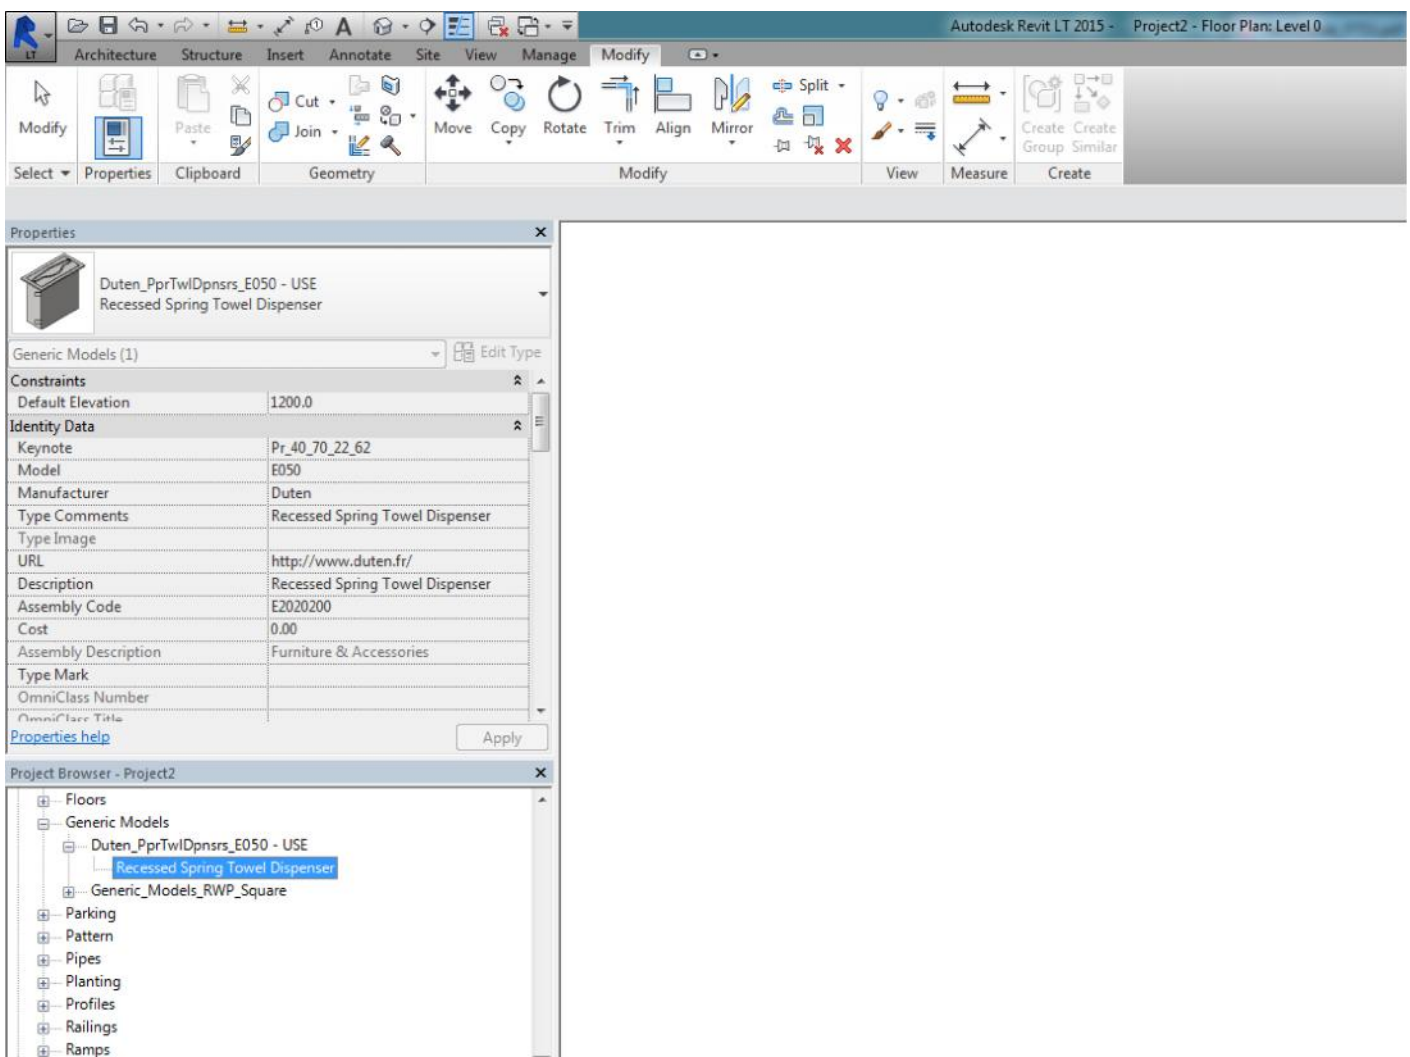 Autodesk Revit LT 2015 - Project2 - Floor Plan: Level 0
LT
Architecture Structure Insert Annotate Site View Manage Modify
Modify
Paste
Cut
Join
Move Copy Rotate Trim Align Mirror
Split
Create Group
Create Similar
Select Properties Clipboard Geometry Modify View Measure Create
Properties
Duten_PprTwlDpnsrs_E050 - USE
Recessed Spring Towel Dispenser
Generic Models (1) Edit Type
Constraints
Default Elevation 1200.0
Identity Data
Keynote Pr_40_70_22_62
Model E050
Manufacturer Duten
Type Comments Recessed Spring Towel Dispenser
Type Image
URL http://www.duten.fr/
Description Recessed Spring Towel Dispenser
Assembly Code E2020200
Cost 0.00
Assembly Description Furniture & Accessories
Type Mark
OmniClass Number
OmniClass Title
Properties help Apply
Project Browser - Project2
Floors
Generic Models
Duten_PprTwlDpnsrs_E050 - USE
Recessed Spring Towel Dispenser
Generic_Models_RWP_Square
Parking
Pattern
Pipes
Planting
Profiles
Railings
Ramps